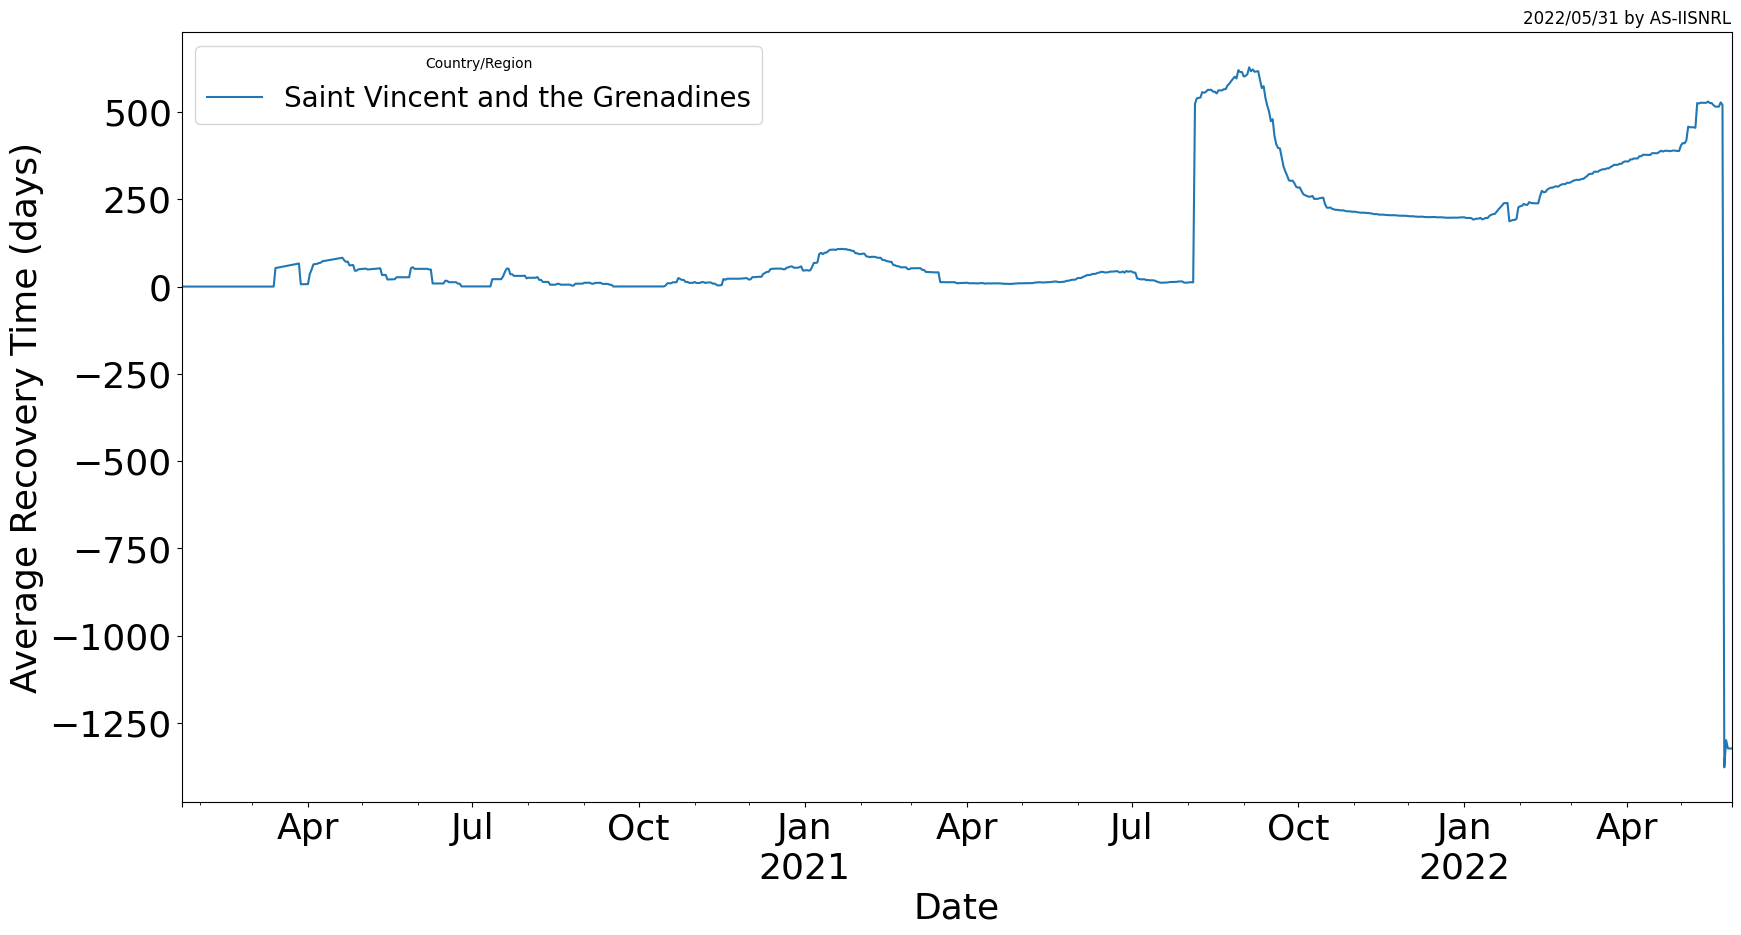 2022/05/31 by AS-IISNRL
Country/Region
Saint Vincent and the Grenadines
Average Recovery Time (days)
500
250
0
−250
−500
−750
−1000
−1250
Apr Jul Oct Jan Apr Jul Oct Jan Apr
2021 2022
Date